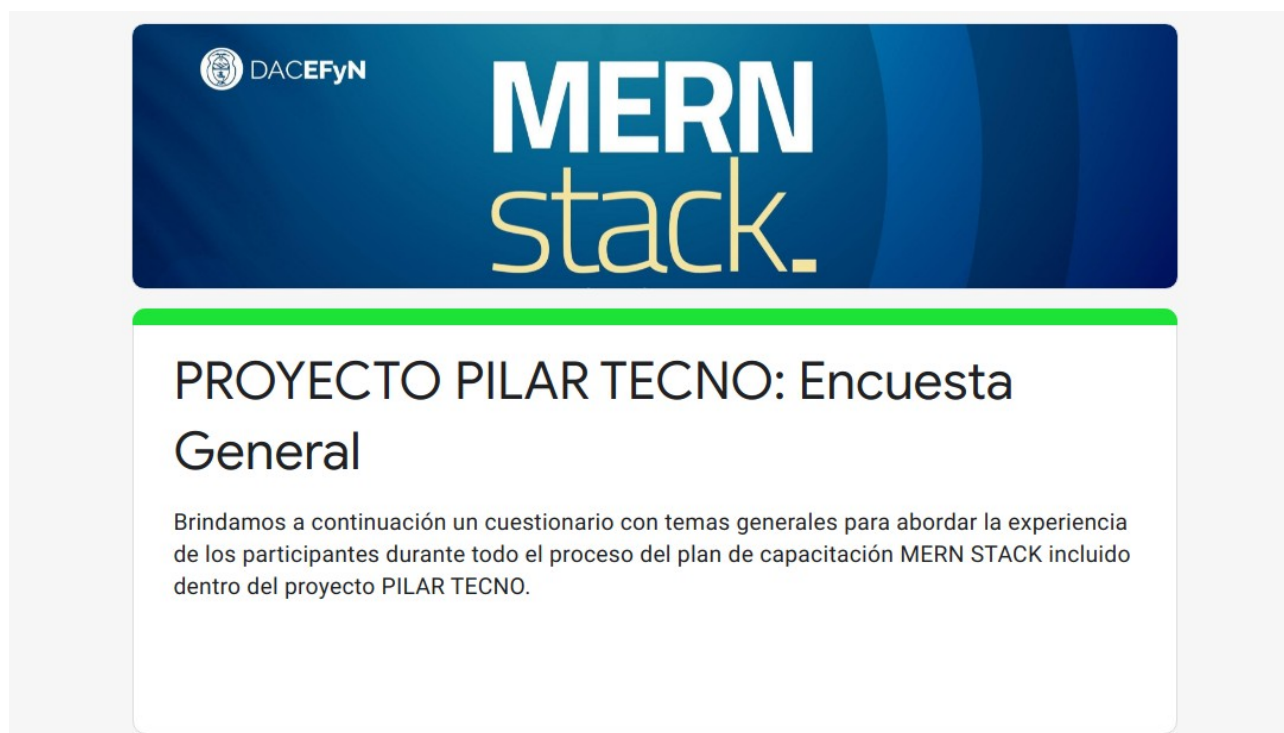 DACEFyN
MERN
stack.
PROYECTO PILAR TECNO: Encuesta
General
Brindamos a continuación un cuestionario con temas generales para abordar la experiencia
de los participantes durante todo el proceso del plan de capacitación MERN STACK incluido
dentro del proyecto PILAR TECNO.